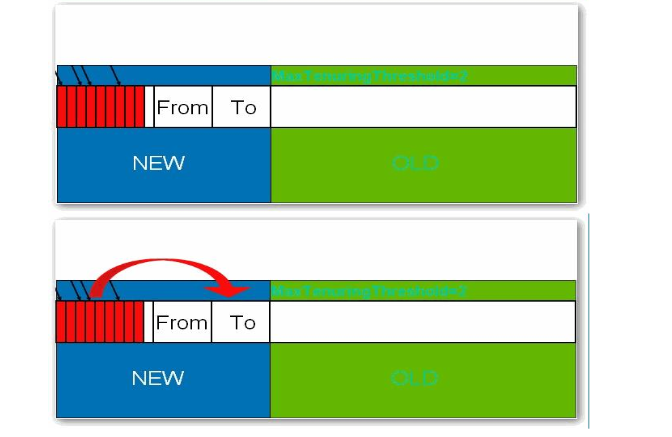 MaxTenuringThreshold=2
From To
NEW OLD
MaxTenuringThreshold=2
From To
NEW OLD